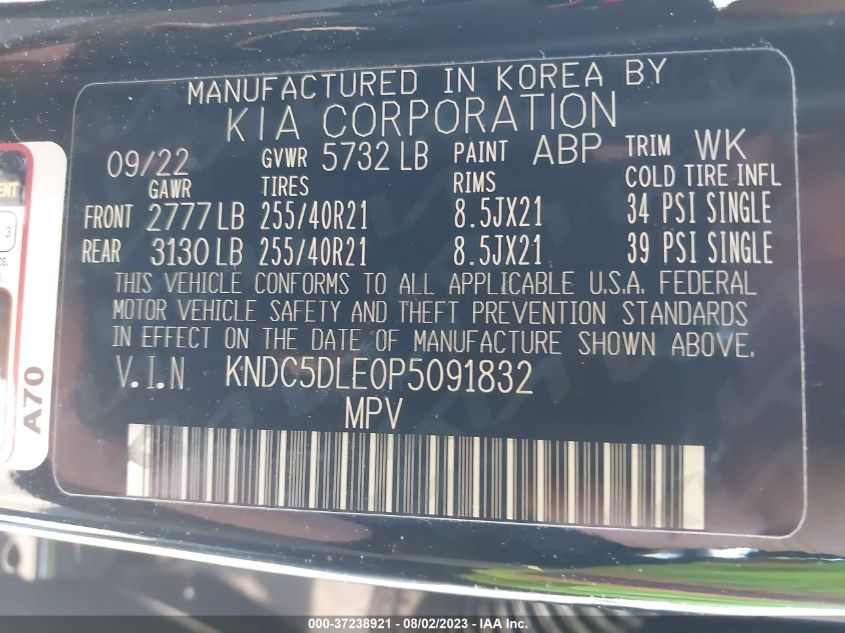 MANUFACTURED IN KOREA BY
KIA CORPORATION
09/22 GVWR 5732 LB PAINT ABP TRIM WK
GAWR TIRES RIMS COLD TIRE INFL
FRONT 2777 LB 255/40R21 8.5JX21 34 PSI SINGLE
REAR 3130 LB 255/40R21 8.5JX21 39 PSI SINGLE
THIS VEHICLE CONFORMS TO ALL APPLICABLE U.S.A. FEDERAL
MOTOR VEHICLE SAFETY AND THEFT PREVENTION STANDARDS
IN EFFECT ON THE DATE OF MANUFACTURE SHOWN ABOVE.
V.I.N KNDC5DLE0P5091832
MPV
3
A70
000-37238921 - 08/02/2023 - IAAI.com